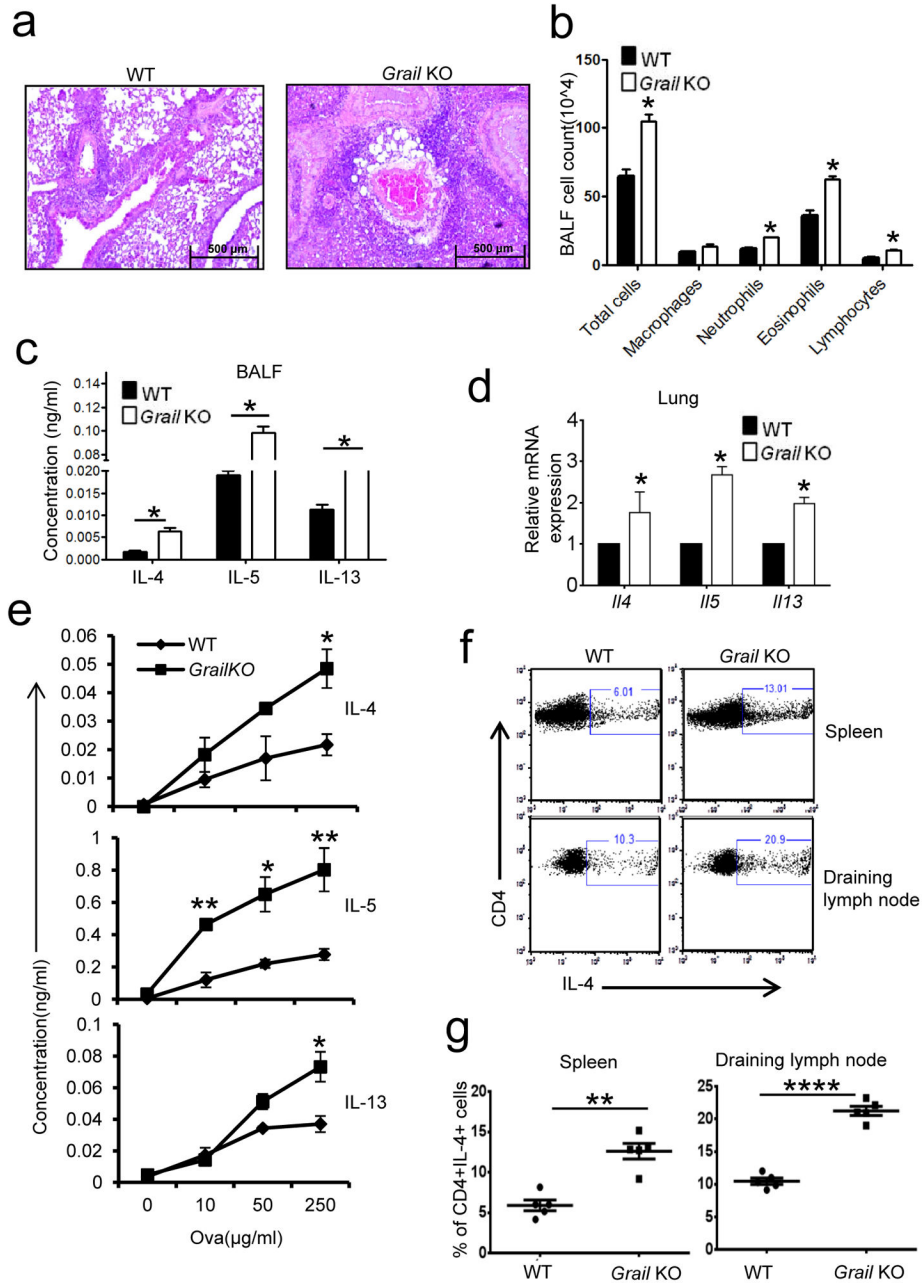 a
WT
Grail KO
500 µm
500 µm
b
WT
Grail KO
BALF cell count(10^4)
150
100
50
0
*
*
*
*
Total cells
Macrophages
Neutrophils
Eosinophils
Lymphocytes
c
BALF
WT
Grail KO
Concentration (ng/ml)
0.14
0.12
0.10
0.08
0.06
0.020
0.015
0.010
0.005
0.000
*
*
*
IL-4
IL-5
IL-13
d
Lung
WT
Grail KO
Relative mRNA
expression
4
3
2
1
0
*
*
*
Il4
Il5
Il13
e
WT
GrailKO
Concentration(ng/ml)
0.06
0.05
0.04
0.03
0.02
0.01
0
*
IL-4
1
0.8
0.6
0.4
0.2
0
**
*
**
IL-5
0.1
0.08
0.06
0.04
0.02
0
*
IL-13
0
10
50
250
Ova(µg/ml)
f
WT
Grail KO
6.01
13.01
Spleen
10.3
20.9
Draining
lymph node
CD4
IL-4
g
Spleen
Draining lymph node
% of CD4+IL-4+ cells
20
15
10
5
0
**
WT
Grail KO
25
20
15
10
5
0
****
WT
Grail KO